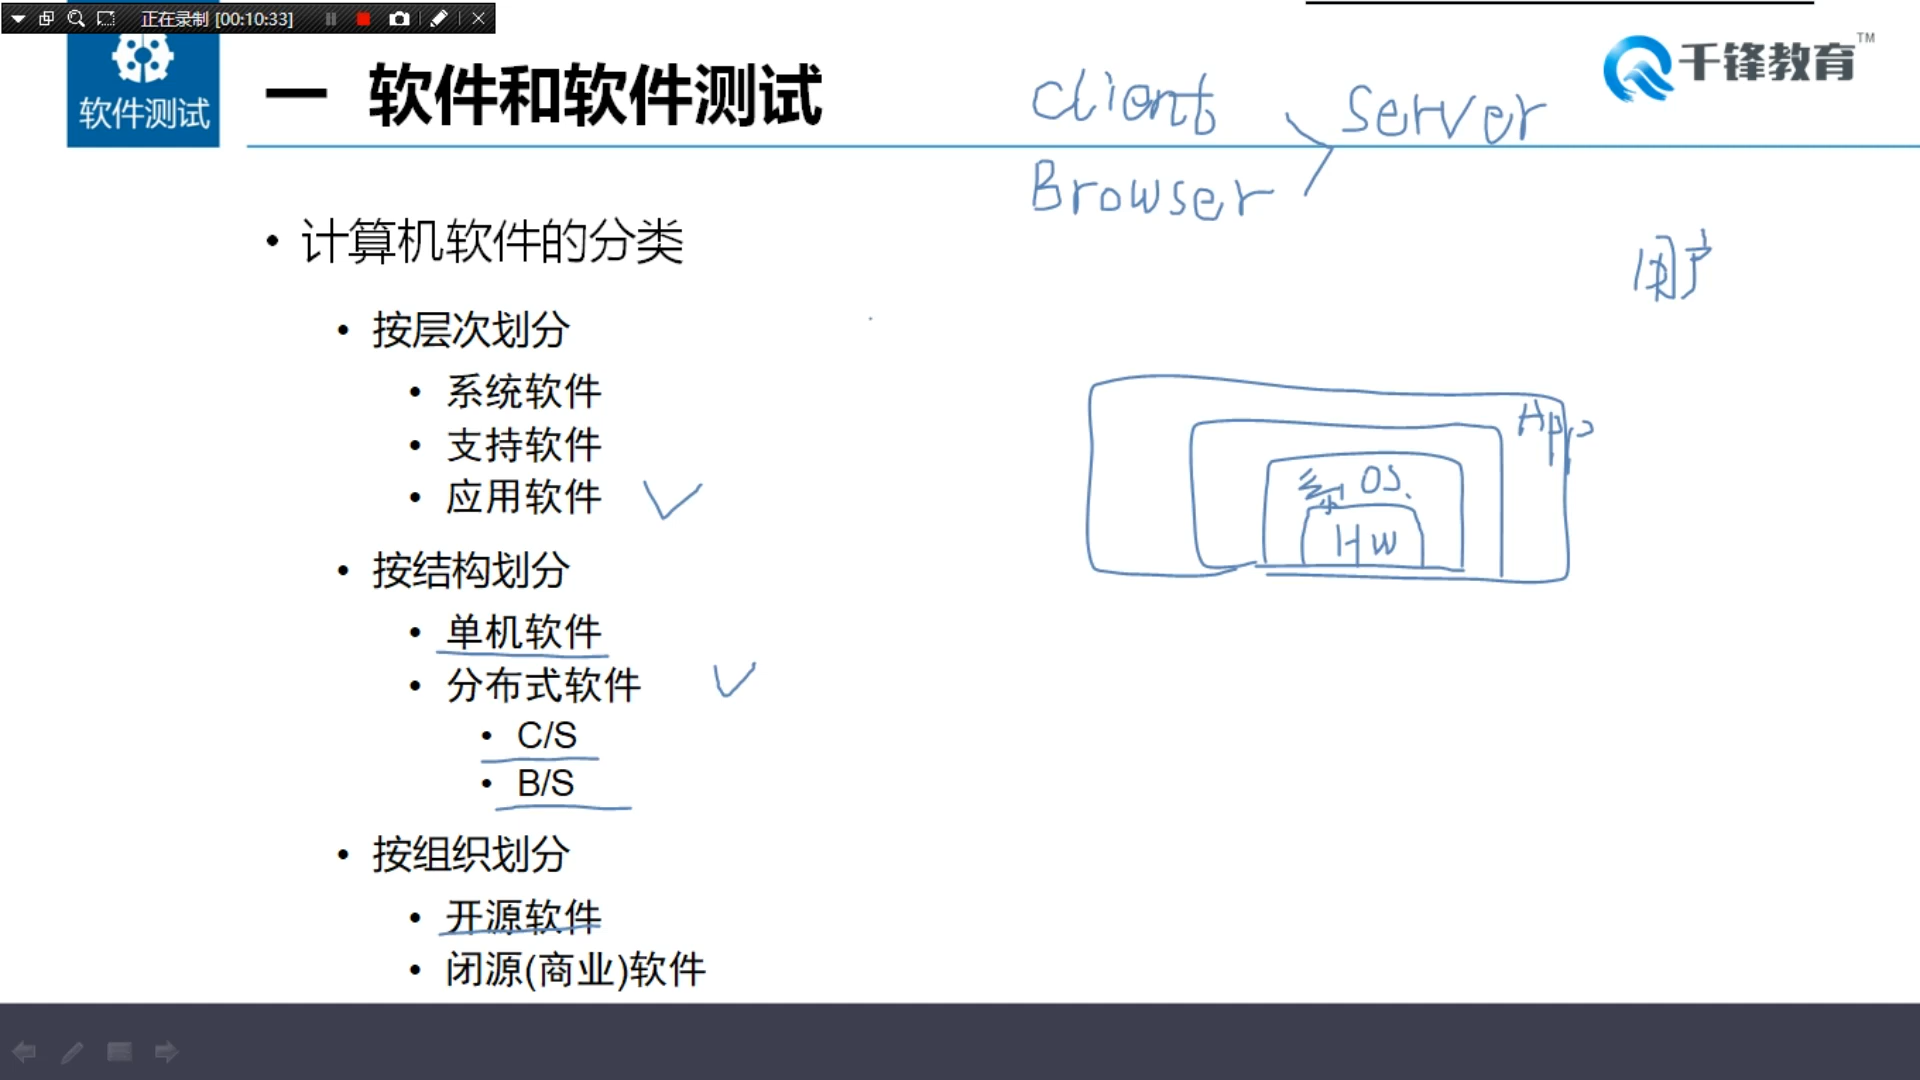 正在录制 [00:10:33]
软件测试
一 软件和软件测试
千锋教育 TM
Client
Server
Browser
• 计算机软件的分类
用户
• 按层次划分
• 系统软件
• 支持软件
• 应用软件
App
系 OS.
HW
• 按结构划分
• 单机软件
• 分布式软件
• C/S
• B/S
• 按组织划分
• 开源软件
• 闭源(商业)软件